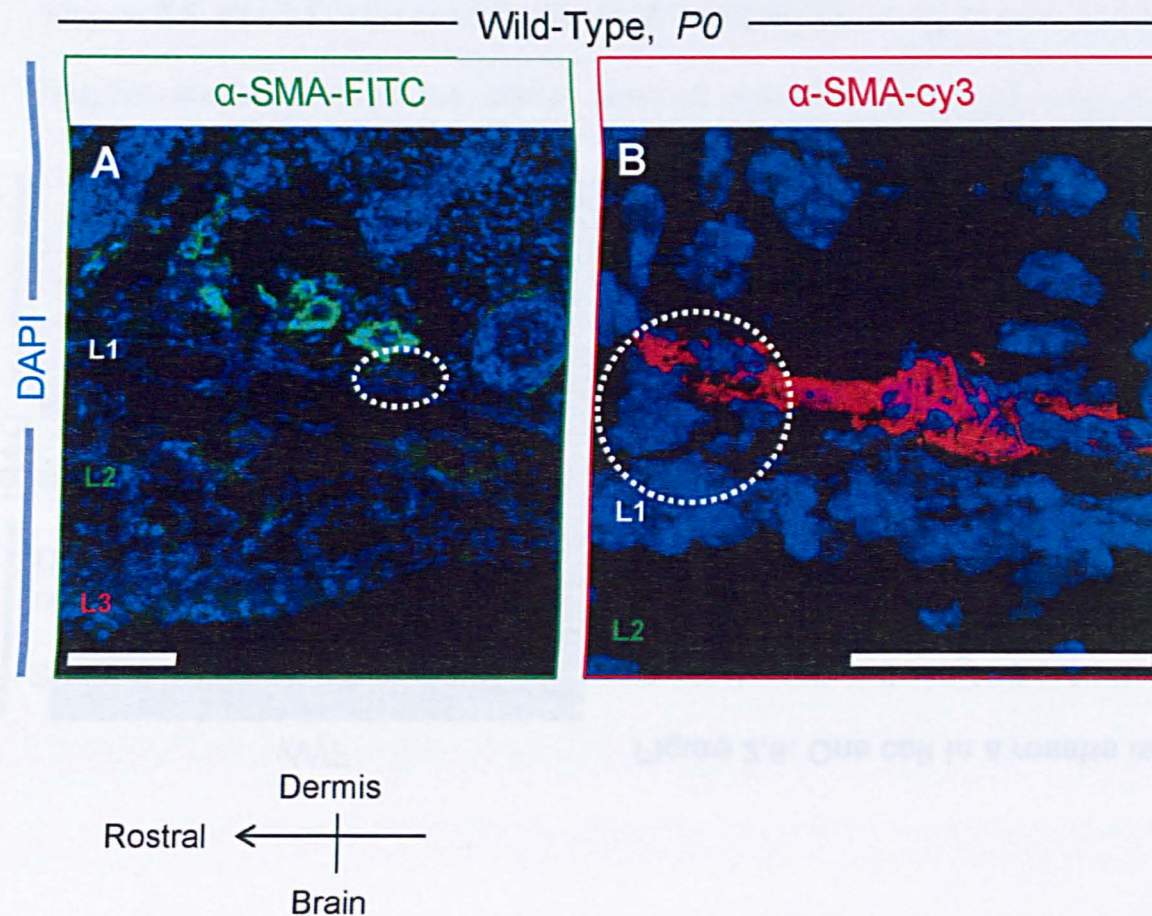 Wild-Type, P0
α-SMA-FITC
α-SMA-cy3
DAPI
A
L1
L2
L3
B
L1
L2
Dermis
Rostral
Brain